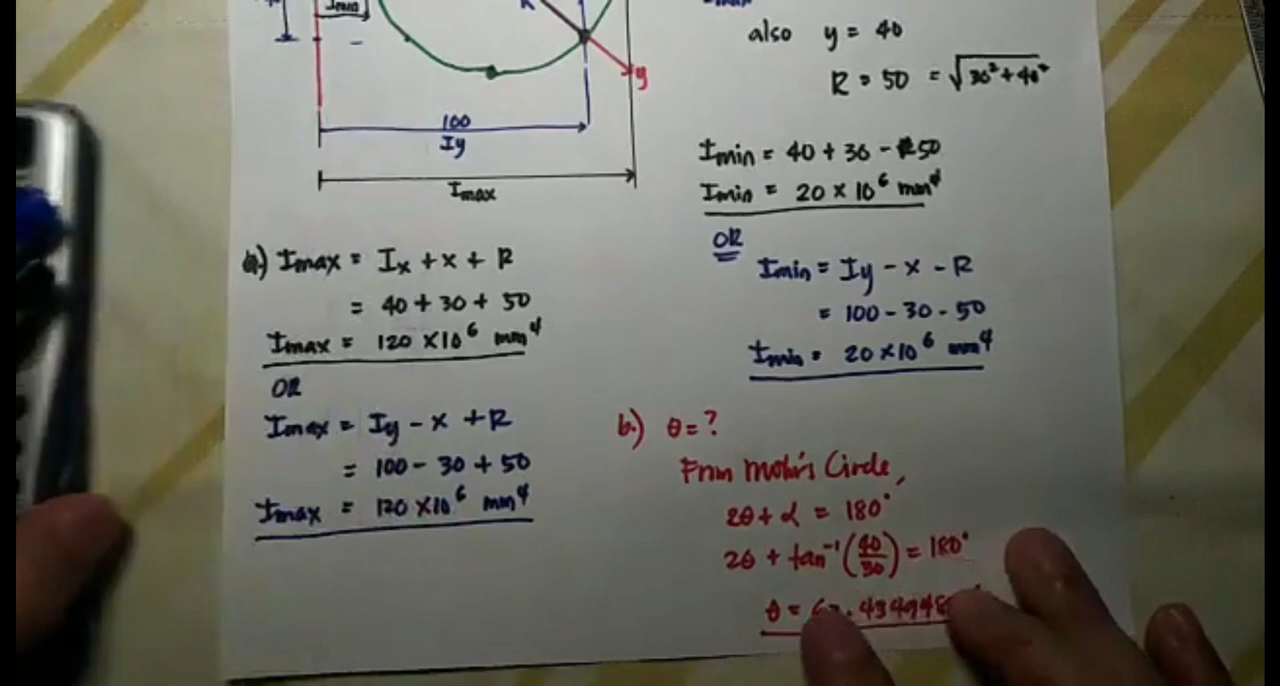 Imin
R
y
100
Iy
Imax
also y = 40
R = 50 = √30²+40²
Imin = 40 + 30 - 50
Imin = 20 × 10⁶ mm⁴
OR
Imin = Iy - x - R
= 100 - 30 - 50
Imin = 20 × 10⁶ mm⁴
a.) Imax = Ix + x + R
= 40 + 30 + 50
Imax = 120 × 10⁶ mm⁴
OR
Imax = Iy - x + R
= 100 - 30 + 50
Imax = 120 × 10⁶ mm⁴
b.) θ = ?
From Mohr's Circle,
2θ + α = 180°
2θ + tan⁻¹(40/30) = 180°
θ =